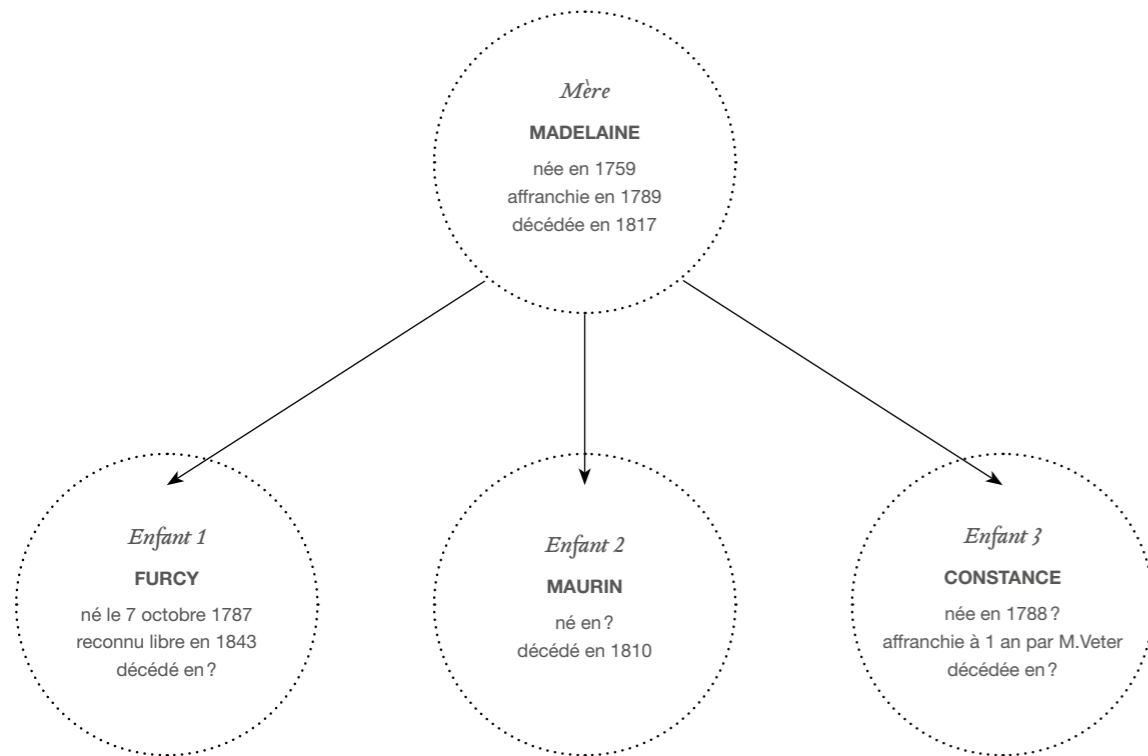 Mère
MADELAINE
née en 1759
affranchie en 1789
décédée en 1817
Enfant 1
FURCY
né le 7 octobre 1787
reconnu libre en 1843
décédé en ?
Enfant 2
MAURIN
né en ?
décédé en 1810
Enfant 3
CONSTANCE
née en 1788 ?
affranchie à 1 an par M.Veter
décédée en ?